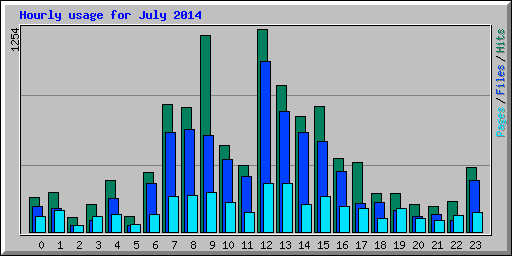 Hourly usage for July 2014
1254
Pages / Files / Hits
0 1 2 3 4 5 6 7 8 9 10 11 12 13 14 15 16 17 18 19 20 21 22 23